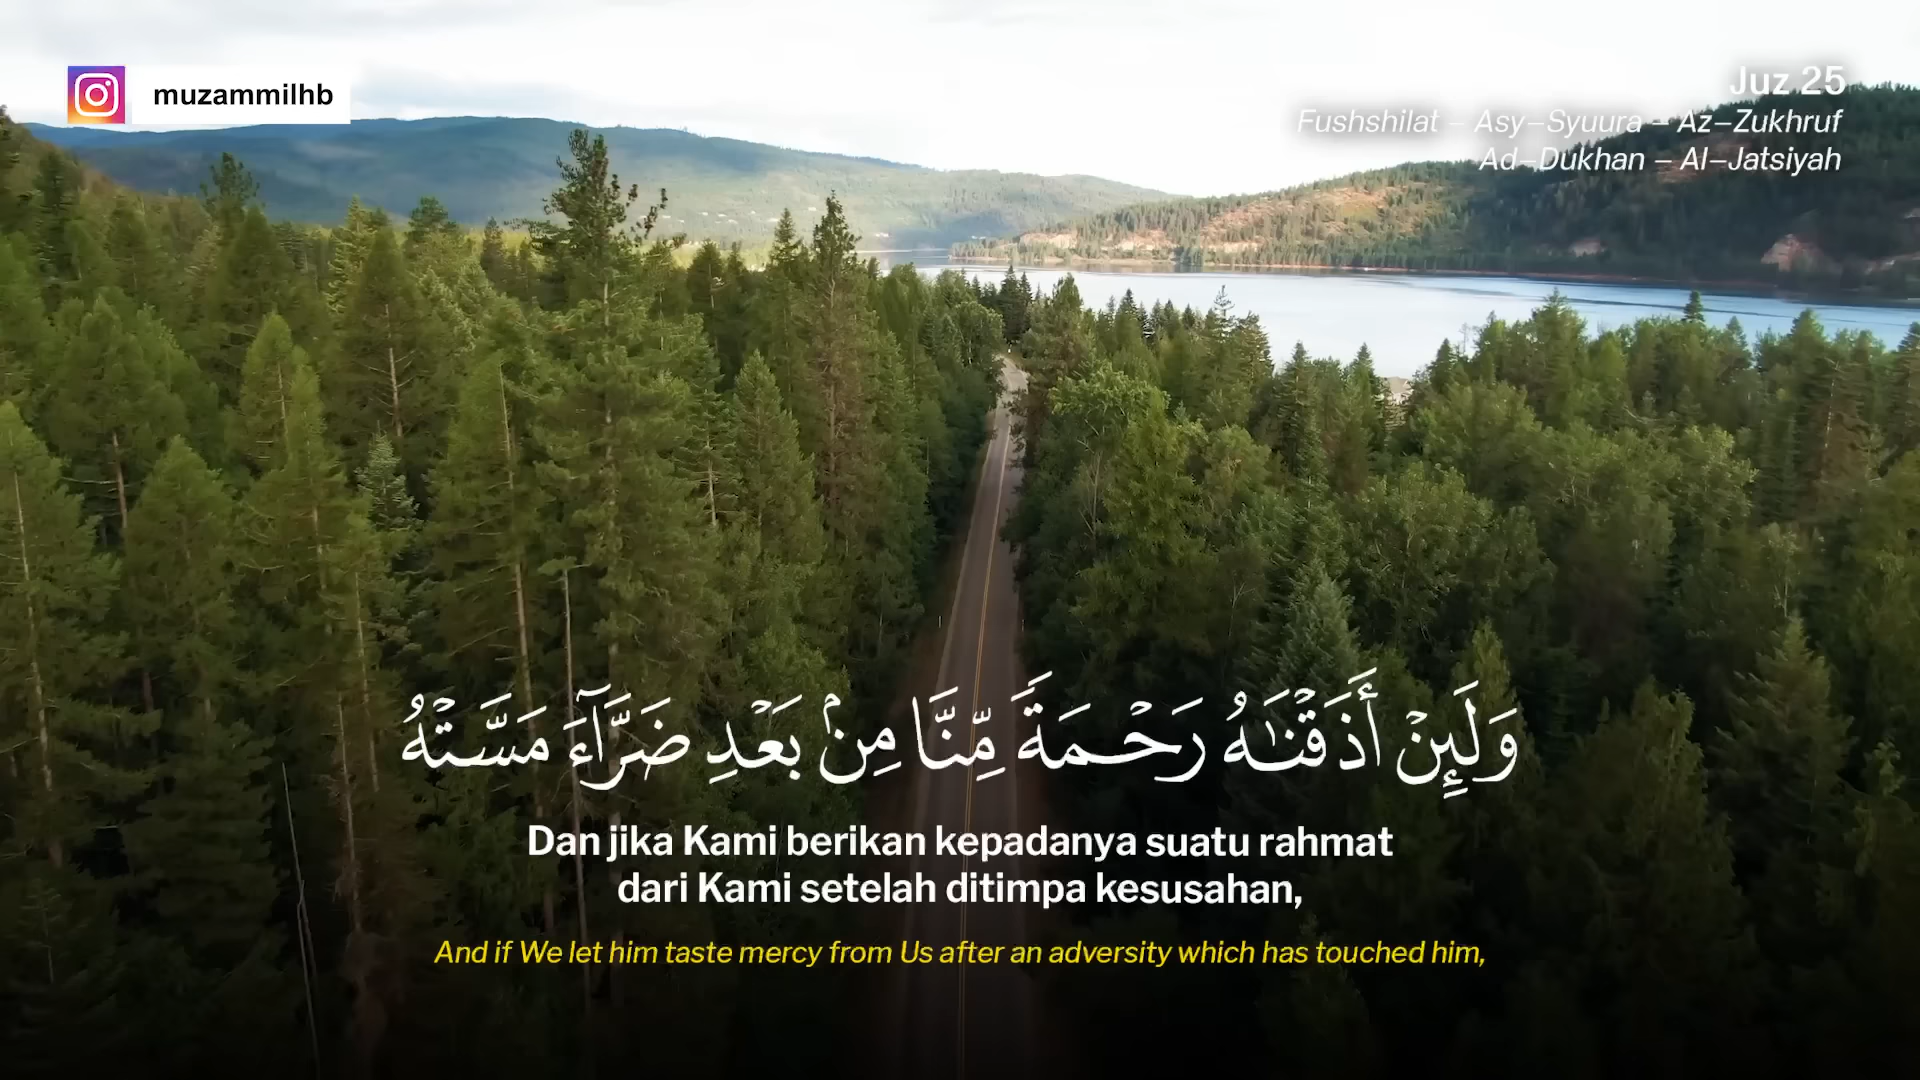 muzammilhb
Juz 25
Fushshilat – Asy–Syuura – Az–Zukhruf
Ad–Dukhan – Al–Jatsiyah
وَلَئِنْ أَذَقْنَٰهُ رَحْمَةً مِّنَّا مِنۢ بَعْدِ ضَرَّآءَ مَسَّتْهُ
Dan jika Kami berikan kepadanya suatu rahmat
dari Kami setelah ditimpa kesusahan,
And if We let him taste mercy from Us after an adversity which has touched him,